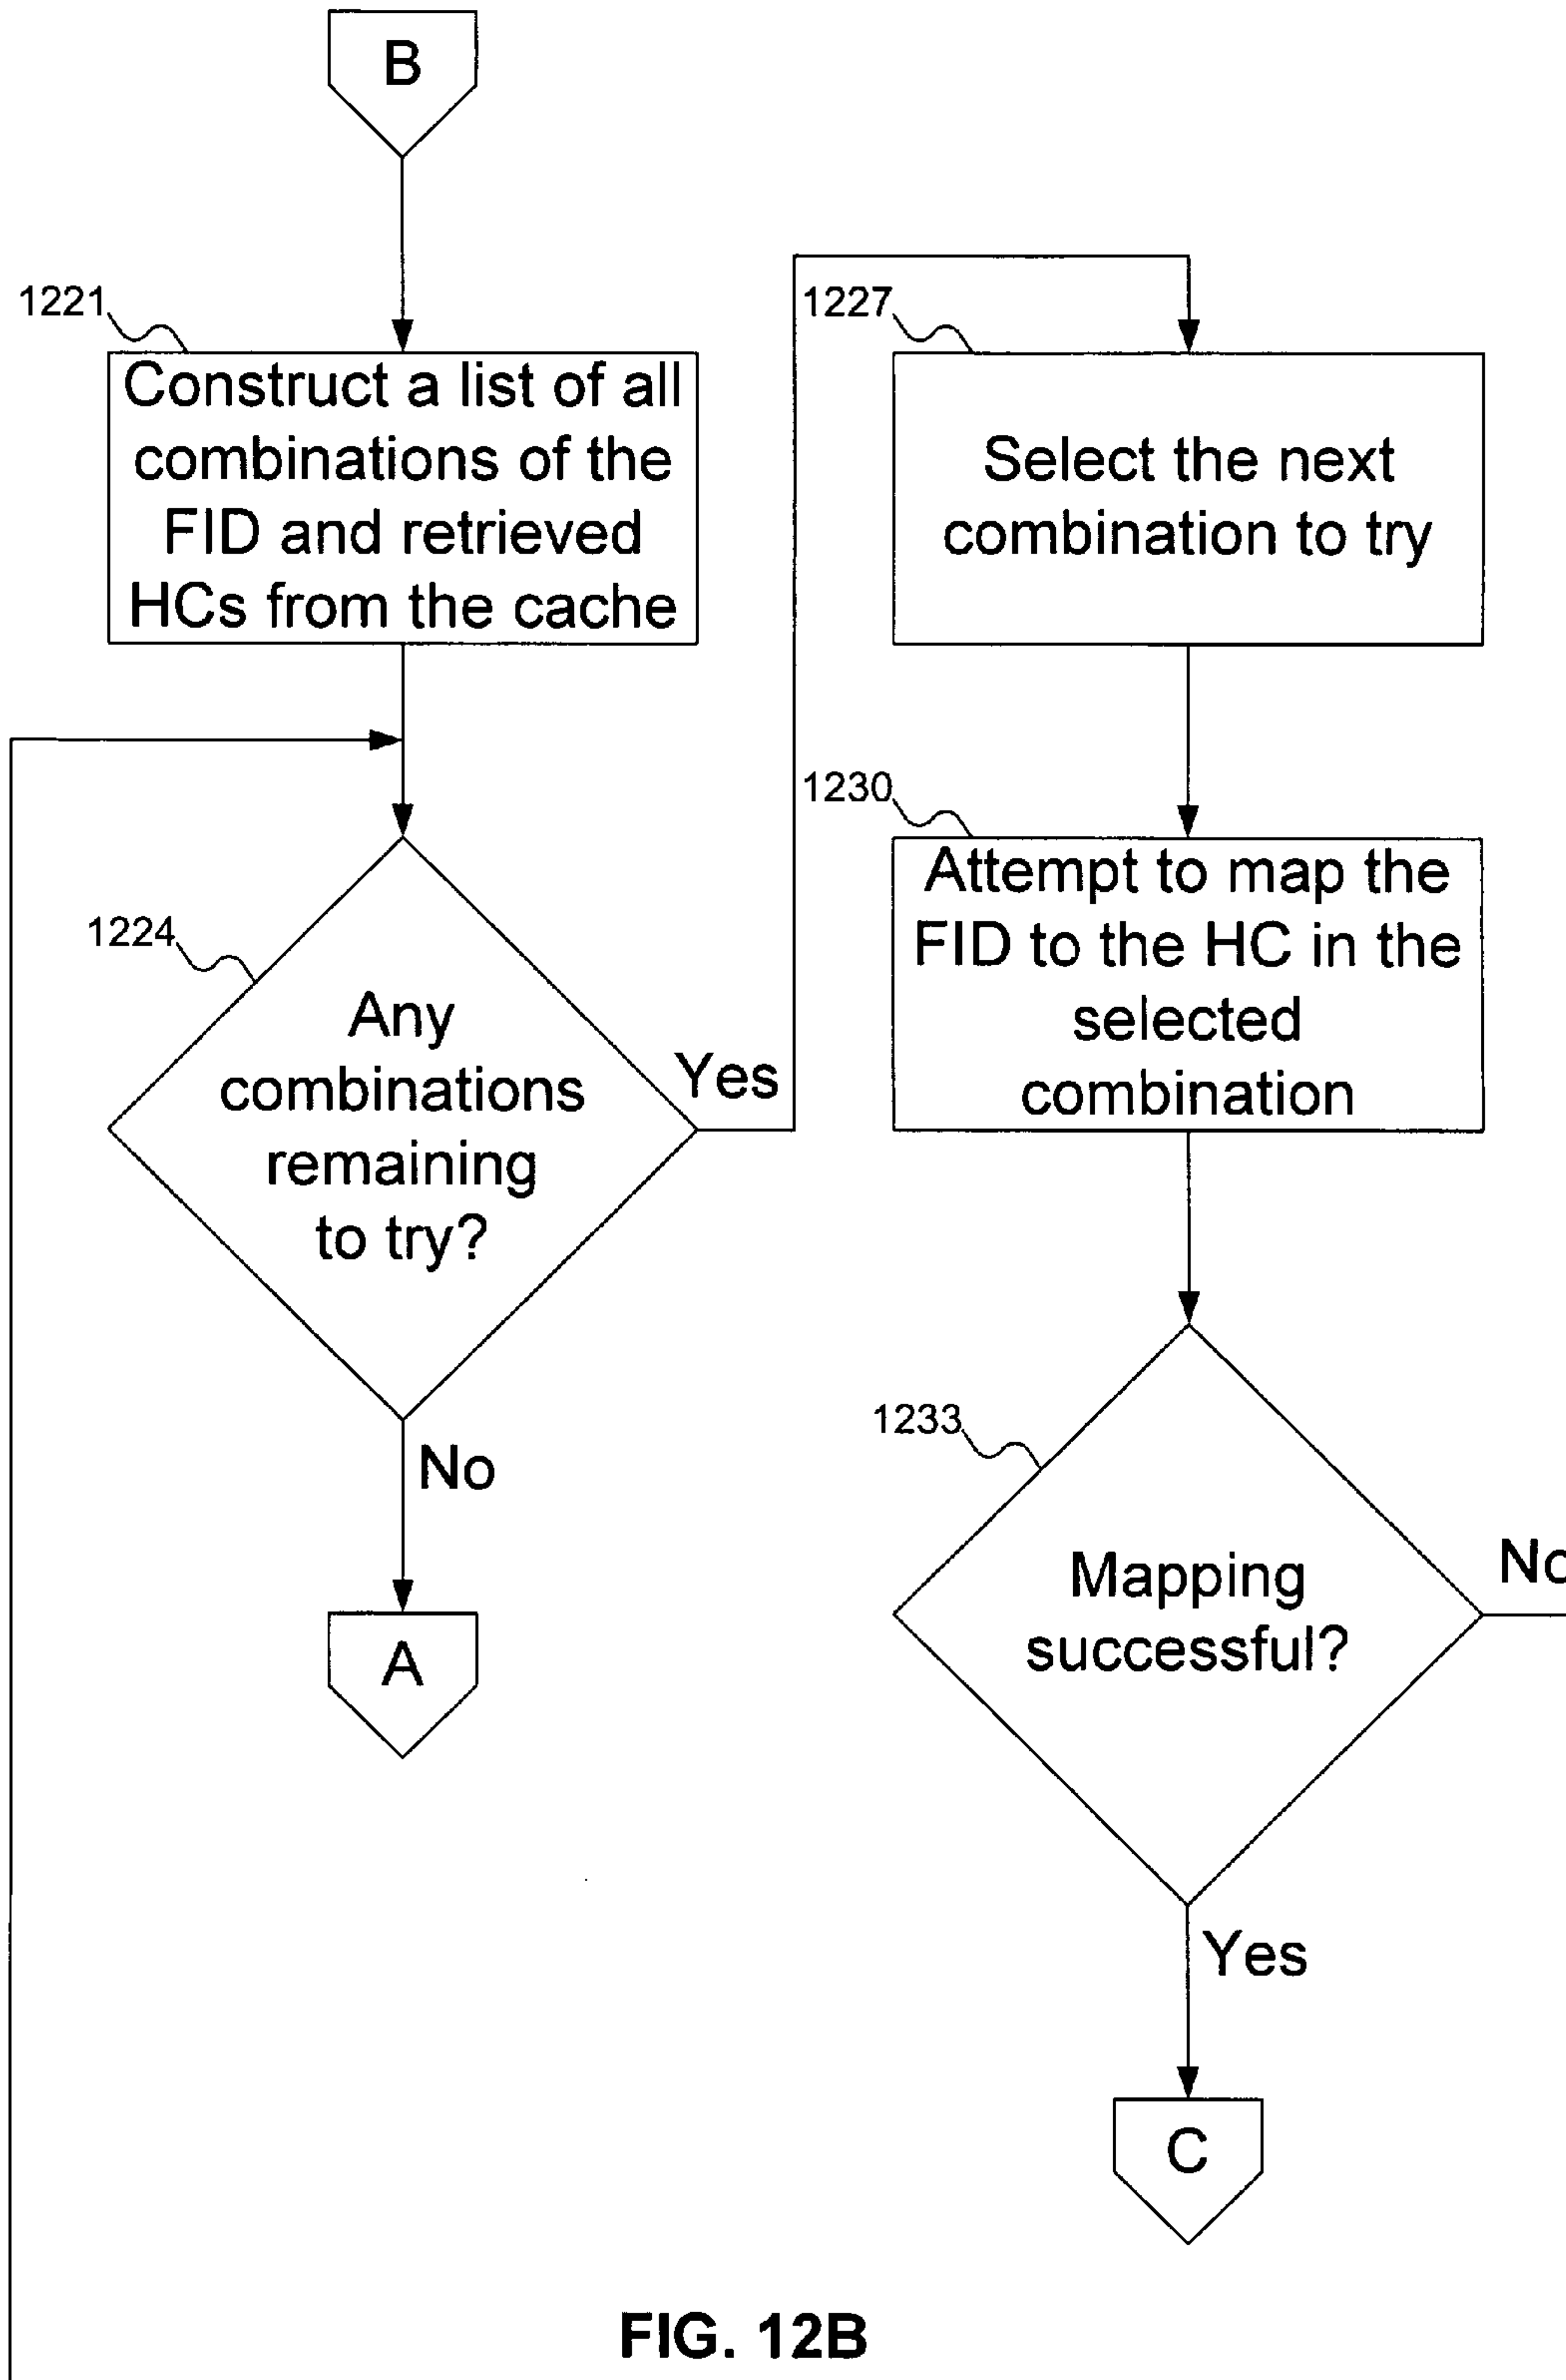 B
1221
Construct a list of all
combinations of the
FID and retrieved
HCs from the cache
1224
Any
combinations
remaining
to try?
Yes
No
A
1227
Select the next
combination to try
1230
Attempt to map the
FID to the HC in the
selected
combination
1233
Mapping
successful?
No
Yes
C
FIG. 12B